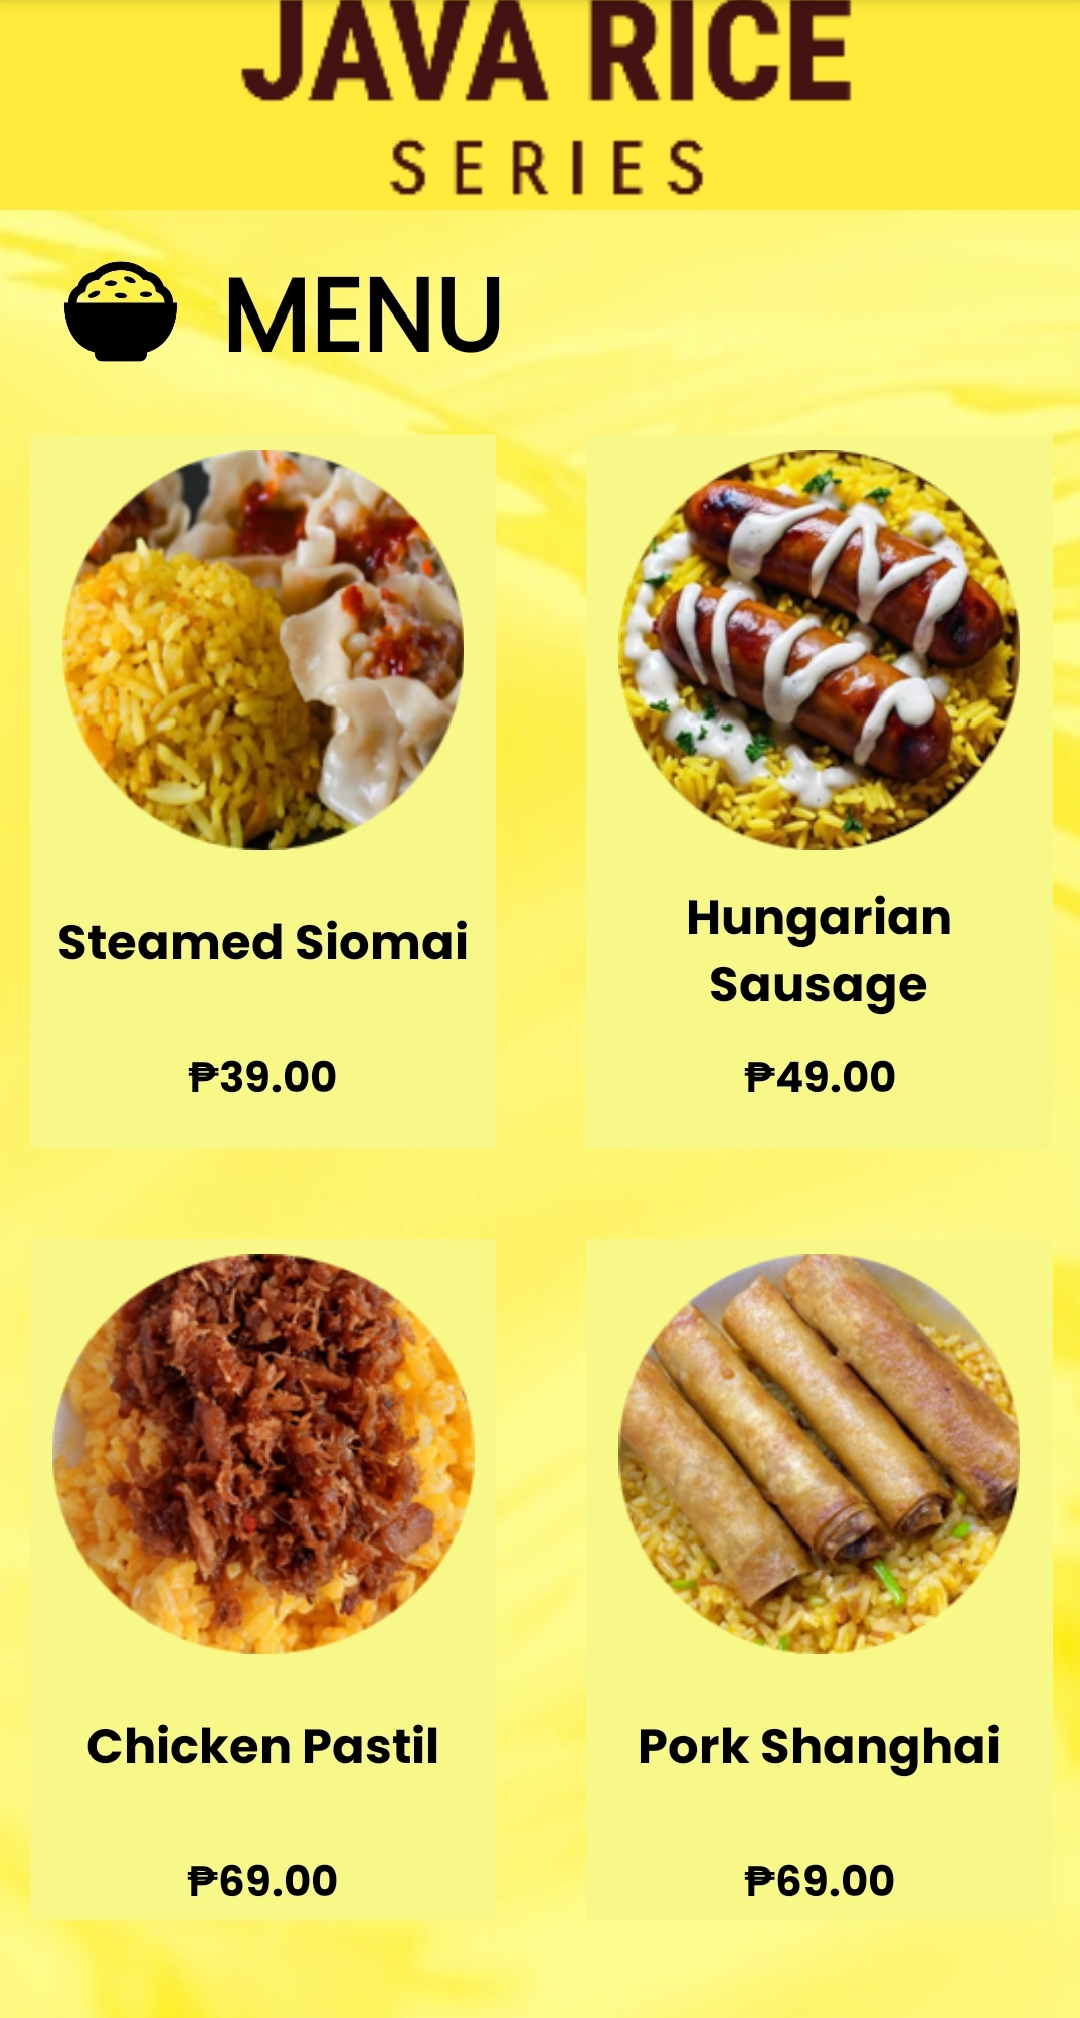 JAVA RICE
SERIES
MENU
Steamed Siomai
₱39.00
Hungarian
Sausage
₱49.00
Chicken Pastil
₱69.00
Pork Shanghai
₱69.00